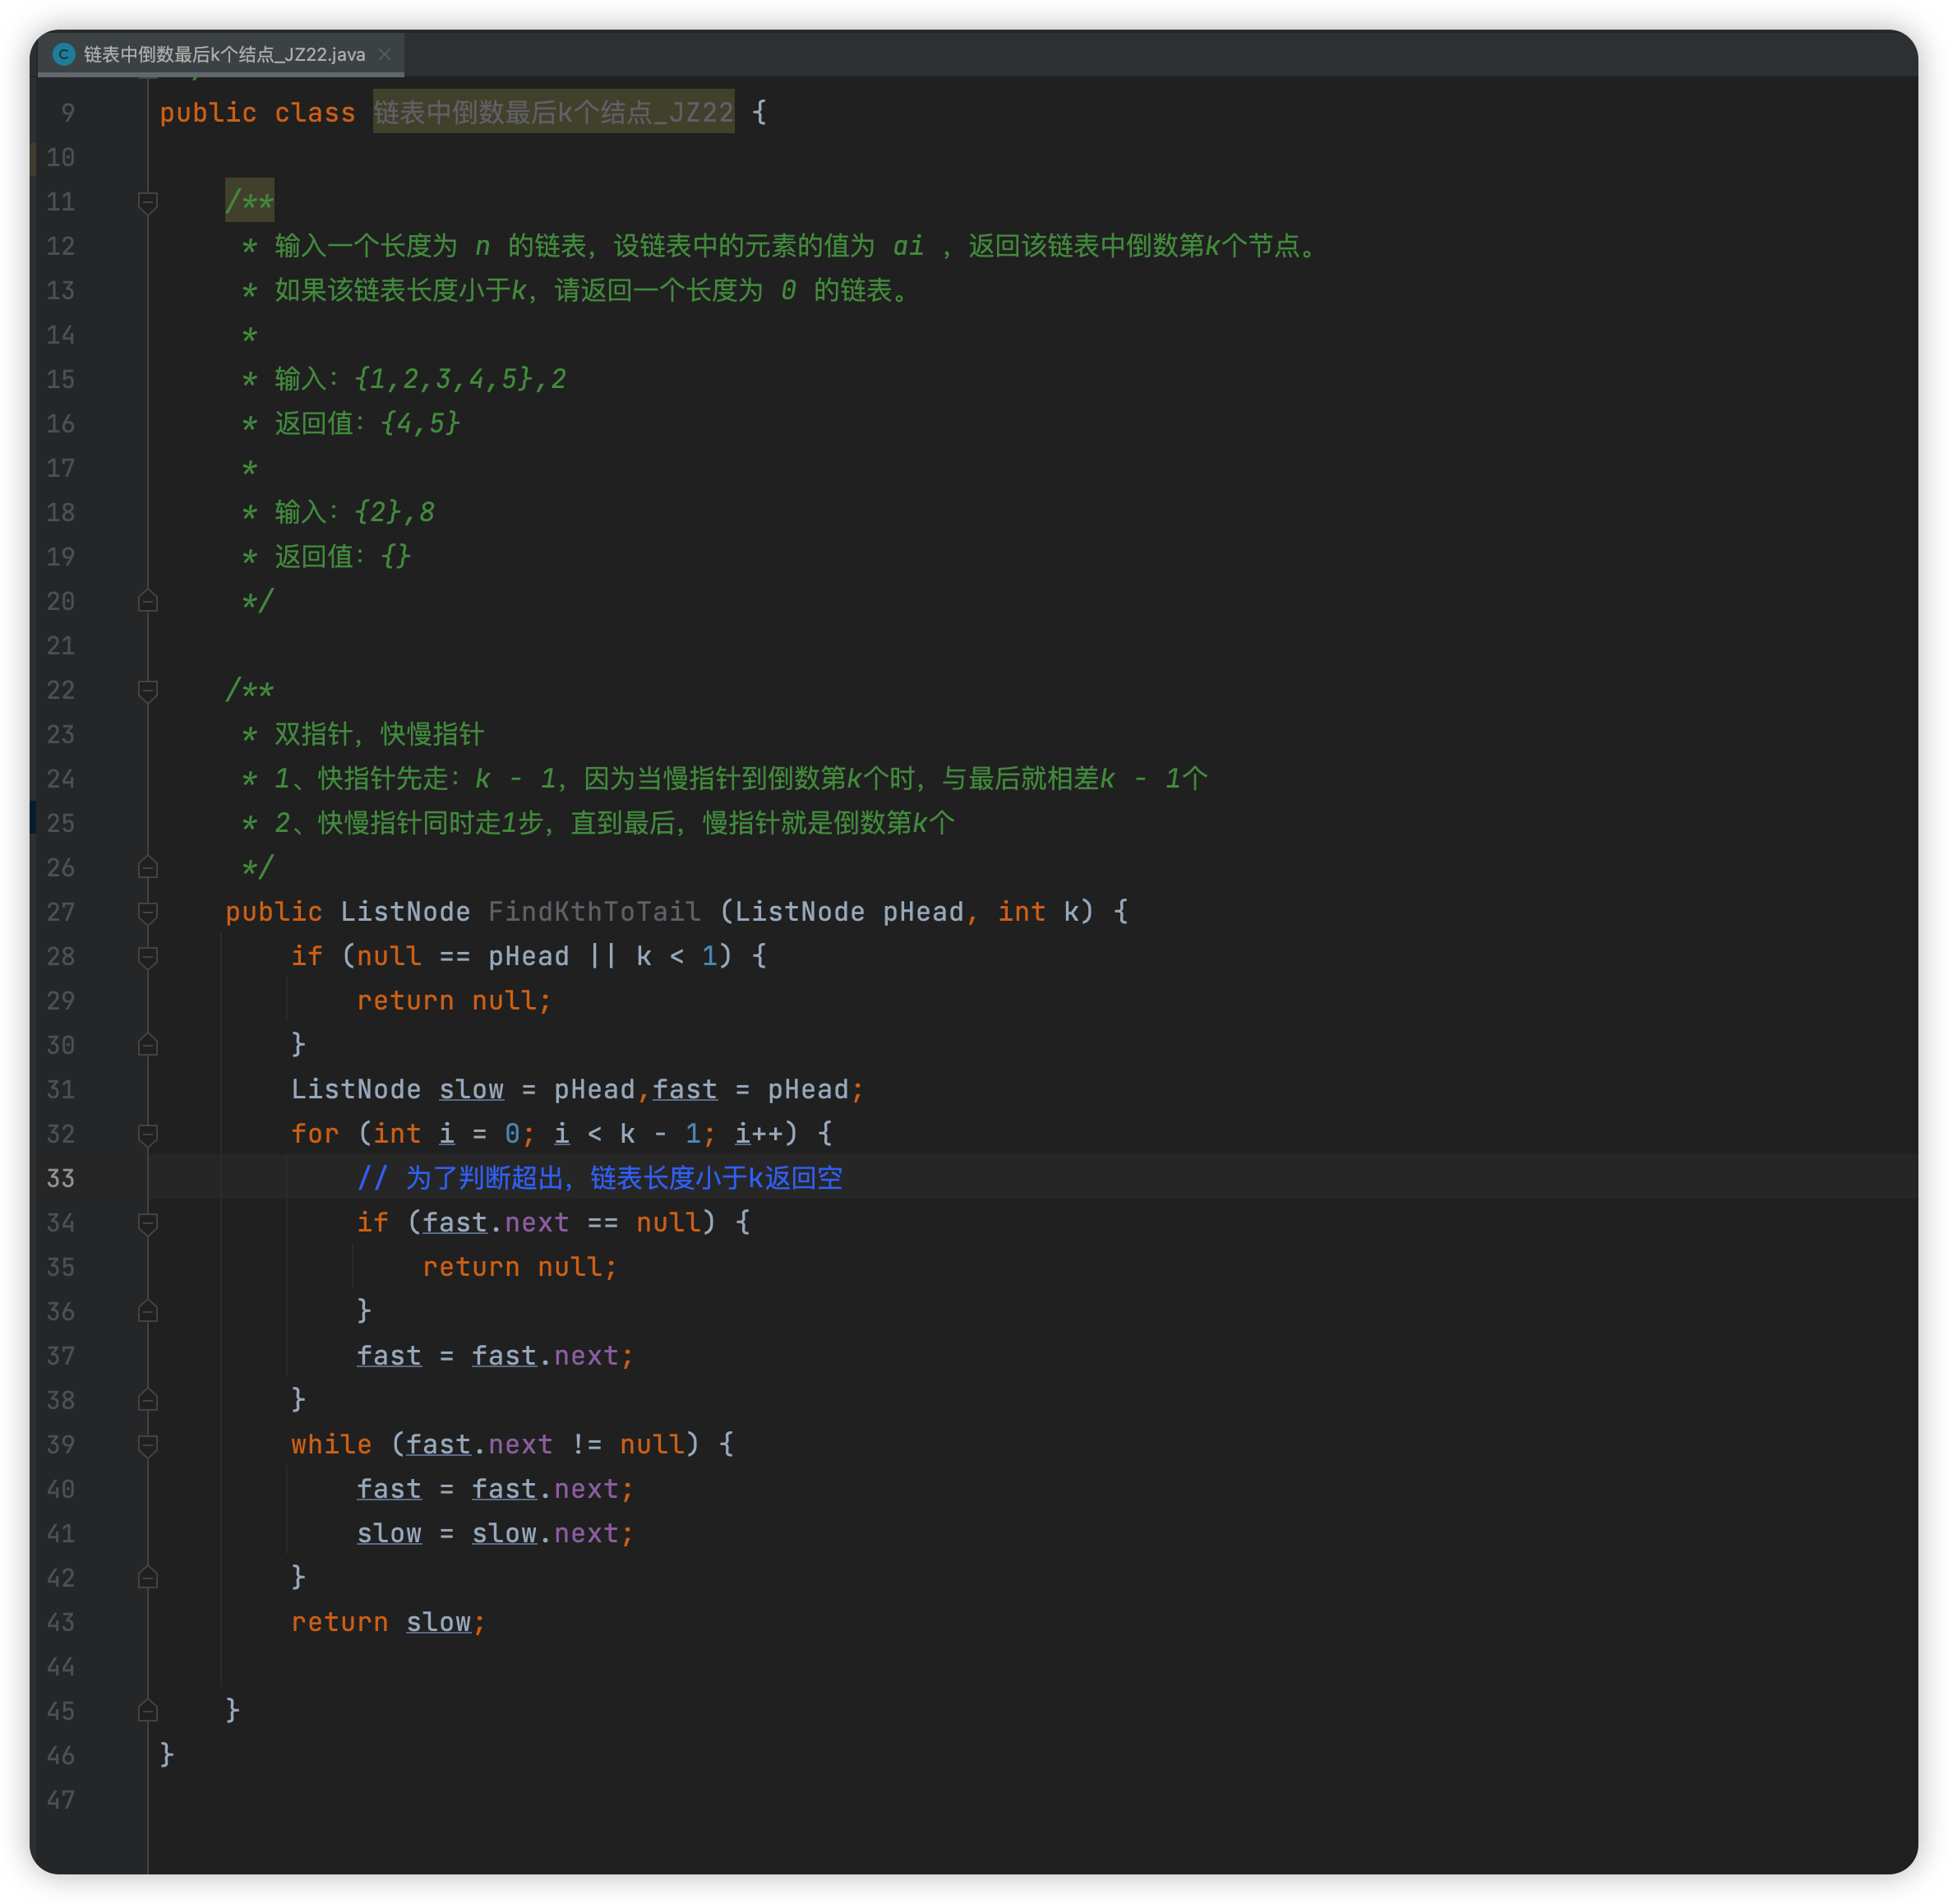 链表中倒数最后k个结点_JZ22.java
9 public class 链表中倒数最后k个结点_JZ22 {
10
11 /**
12 * 输入一个长度为 n 的链表，设链表中的元素的值为 ai ，返回该链表中倒数第k个节点。
13 * 如果该链表长度小于k，请返回一个长度为 0 的链表。
14 *
15 * 输入：{1,2,3,4,5},2
16 * 返回值：{4,5}
17 *
18 * 输入：{2},8
19 * 返回值：{}
20 */
21
22 /**
23 * 双指针，快慢指针
24 * 1、快指针先走：k - 1，因为当慢指针到倒数第k个时，与最后就相差k - 1个
25 * 2、快慢指针同时走1步，直到最后，慢指针就是倒数第k个
26 */
27 public ListNode FindKthToTail (ListNode pHead, int k) {
28 if (null == pHead || k < 1) {
29 return null;
30 }
31 ListNode slow = pHead,fast = pHead;
32 for (int i = 0; i < k - 1; i++) {
33 // 为了判断超出，链表长度小于k返回空
34 if (fast.next == null) {
35 return null;
36 }
37 fast = fast.next;
38 }
39 while (fast.next != null) {
40 fast = fast.next;
41 slow = slow.next;
42 }
43 return slow;
44
45 }
46 }
47